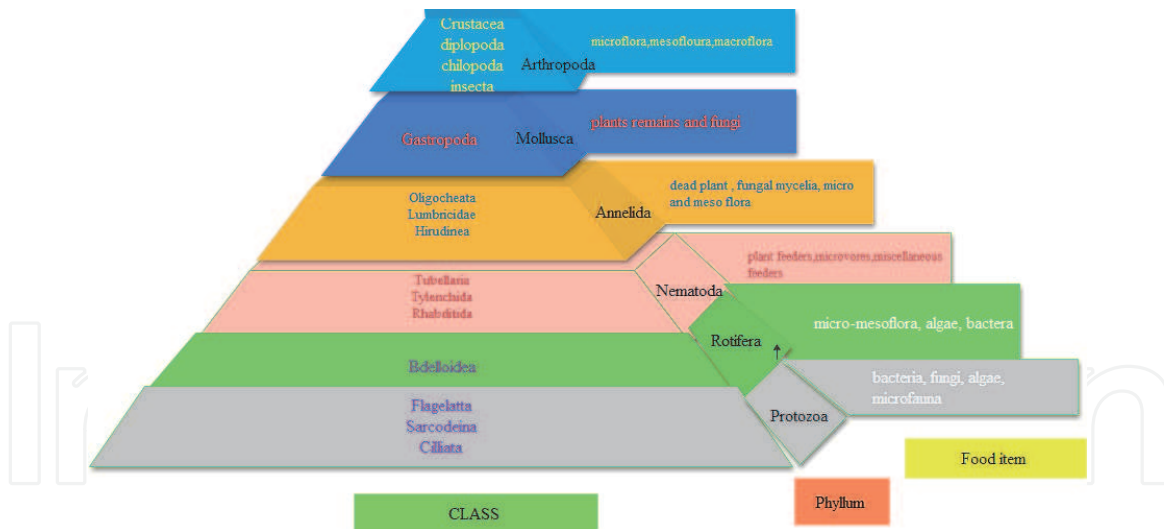 Crustacea
diplopoda
chilopoda
insecta
Arthropoda
microflora,mesofloura,macroflora
Gastropoda
Mollusca
plants remains and fungi
Oligocheata
Lumbricidae
Hirudinea
Annelida
dead plant , fungal mycelia, micro
and meso flora
Tubellaria
Tylenchida
Rhabditida
Nematoda
plant feeders,microvores,miscellaneous
feeders
Bdelloidea
Rotifera
micro-mesoflora, algae, bactera
Flagelatta
Sarcodeina
Cilliata
Protozoa
bacteria, fungi, algae,
microfauna
Food item
Phyllum
CLASS